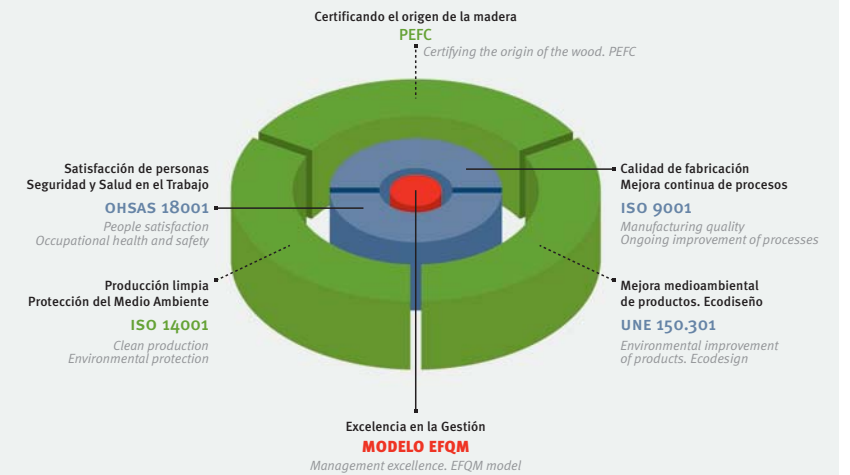 Certificando el origen de la madera
PEFC
Certifying the origin of the wood. PEFC
Satisfacción de personas
Seguridad y Salud en el Trabajo
OHSAS 18001
People satisfaction
Occupational health and safety
Calidad de fabricación
Mejora continua de procesos
ISO 9001
Manufacturing quality
Ongoing improvement of processes
Producción limpia
Protección del Medio Ambiente
ISO 14001
Clean production
Environmental protection
Mejora medioambiental
de productos. Ecodiseño
UNE 150.301
Environmental improvement
of products. Ecodesign
Excelencia en la Gestión
MODELO EFQM
Management excellence. EFQM model